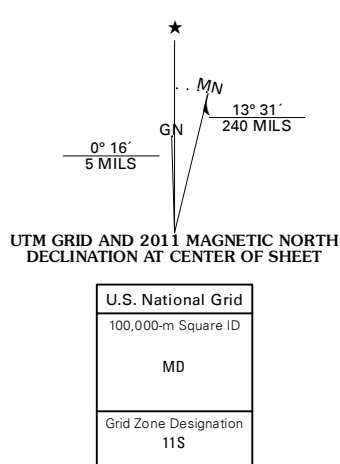 MN
13° 31´
240 MILS
GN
0° 16´
5 MILS
UTM GRID AND 2011 MAGNETIC NORTH
DECLINATION AT CENTER OF SHEET
U.S. National Grid
100,000-m Square ID
MD
Grid Zone Designation
11S